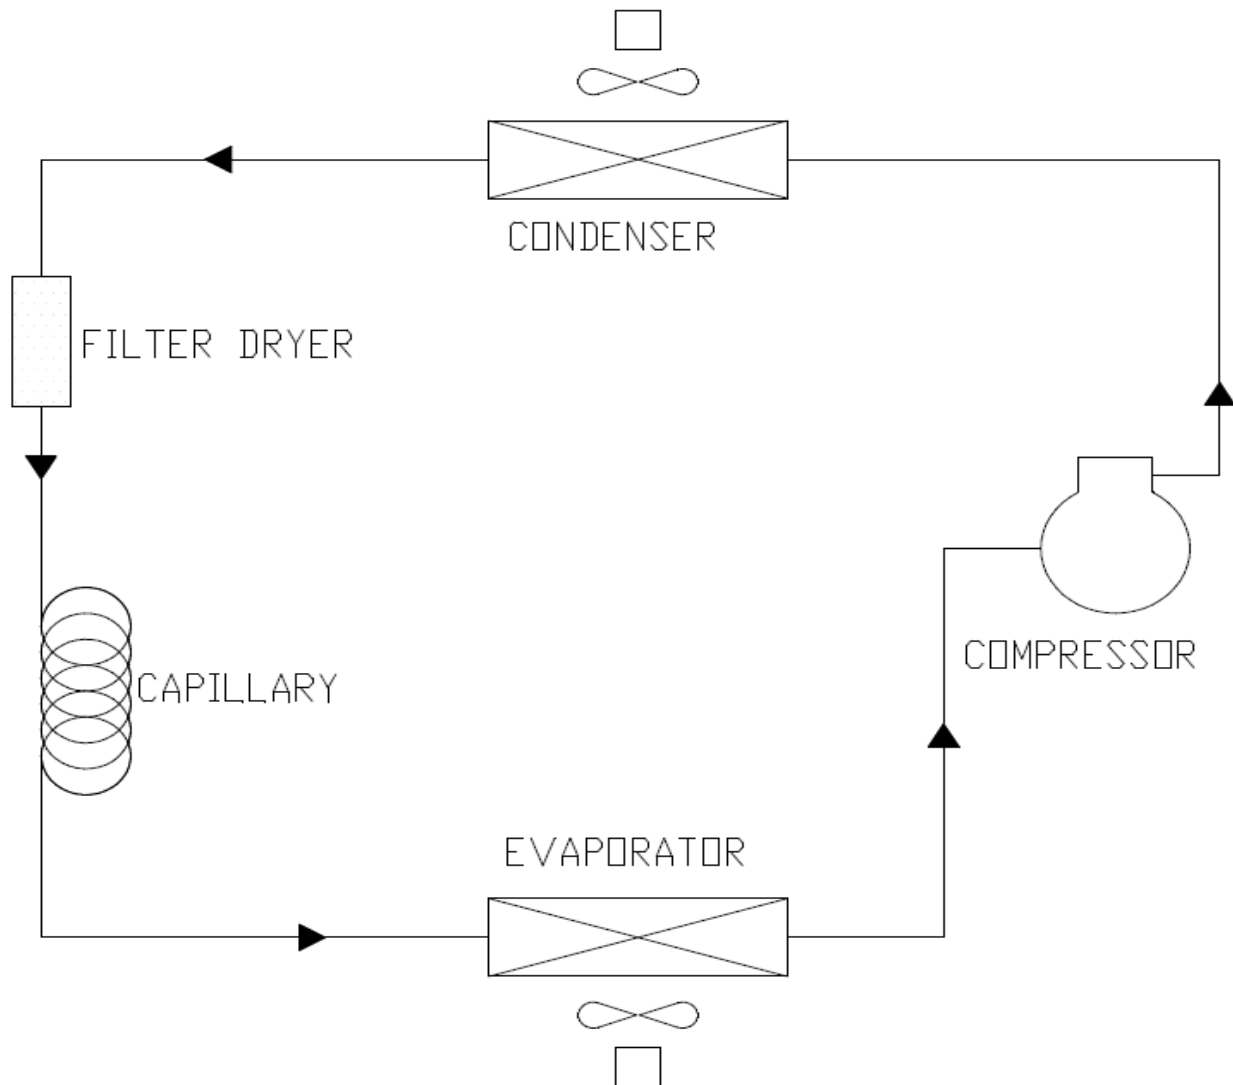 CONDENSER
FILTER DRYER
COMPRESSOR
CAPILLARY
EVAPORATOR